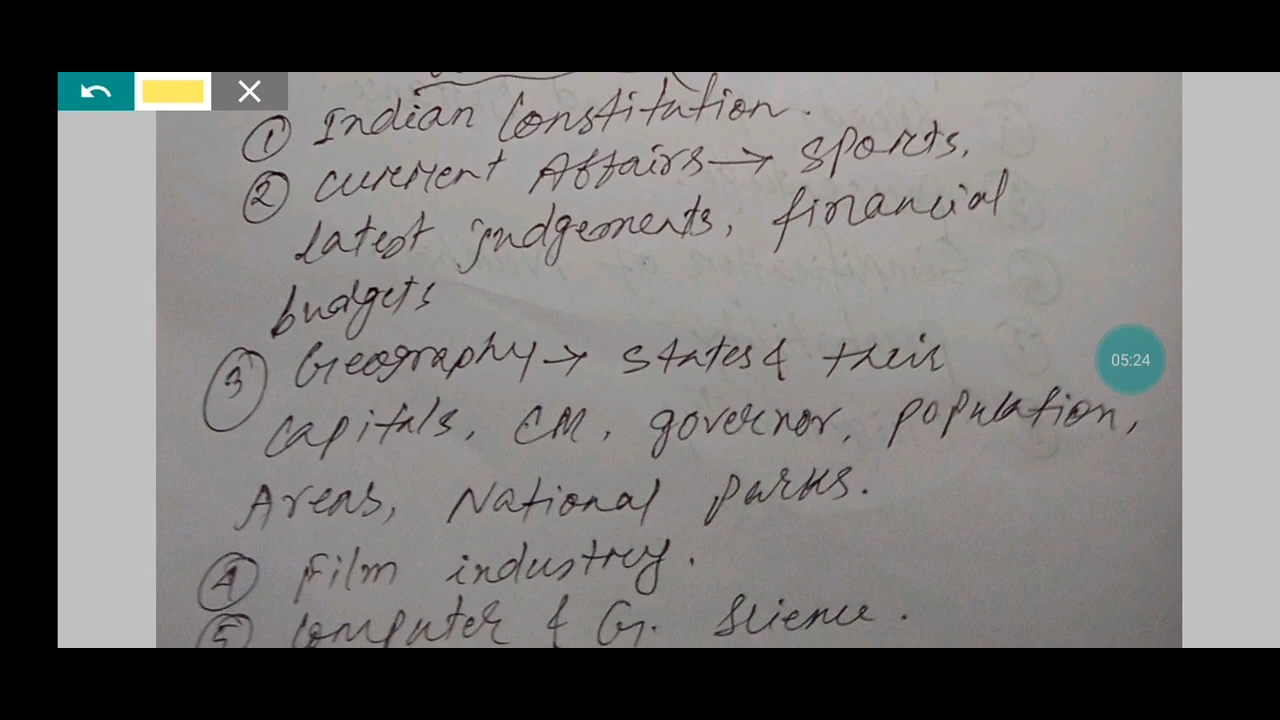 ① Indian Constitution.
② Current Affairs → Sports,
Latest judgements, financial
budgets
③ Geography → States & their
Capitals, CM, governor, population,
05:24
Areas, National parks.
④ Film industry.
⑤ Computer & G. Science.